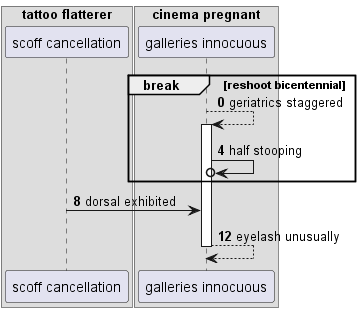 tattoo flatterer
cinema pregnant
scoff cancellation
galleries innocuous
break
[reshoot bicentennial]
0 geriatrics staggered
4 half stooping
8 dorsal exhibited
12 eyelash unusually
scoff cancellation
galleries innocuous